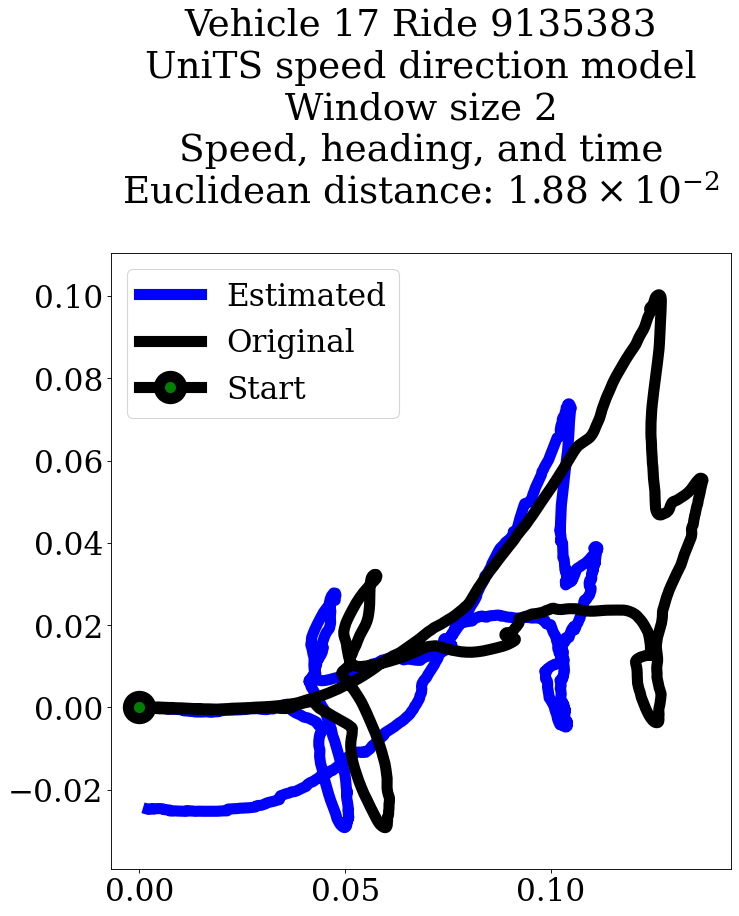 Vehicle 17 Ride 9135383
UniTS speed direction model
Window size 2
Speed, heading, and time
Euclidean distance: 1.88 × 10⁻²
Estimated
Original
Start
0.10
0.08
0.06
0.04
0.02
0.00
−0.02
0.00 0.05 0.10